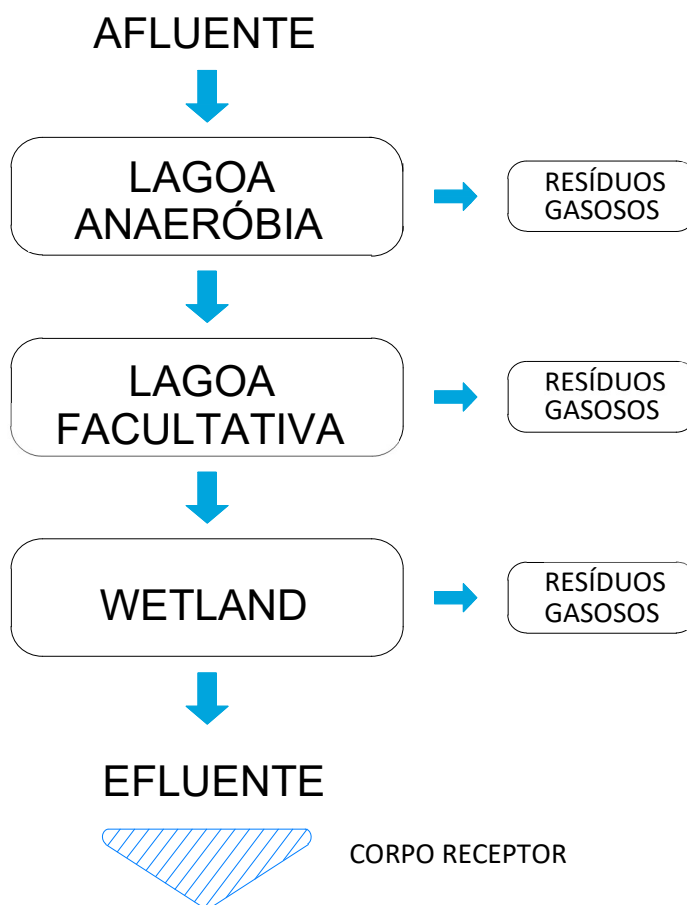 AFLUENTE
LAGOA
ANAERÓBIA
RESÍDUOS
GASOSOS
LAGOA
FACULTATIVA
RESÍDUOS
GASOSOS
WETLAND
RESÍDUOS
GASOSOS
EFLUENTE
CORPO RECEPTOR